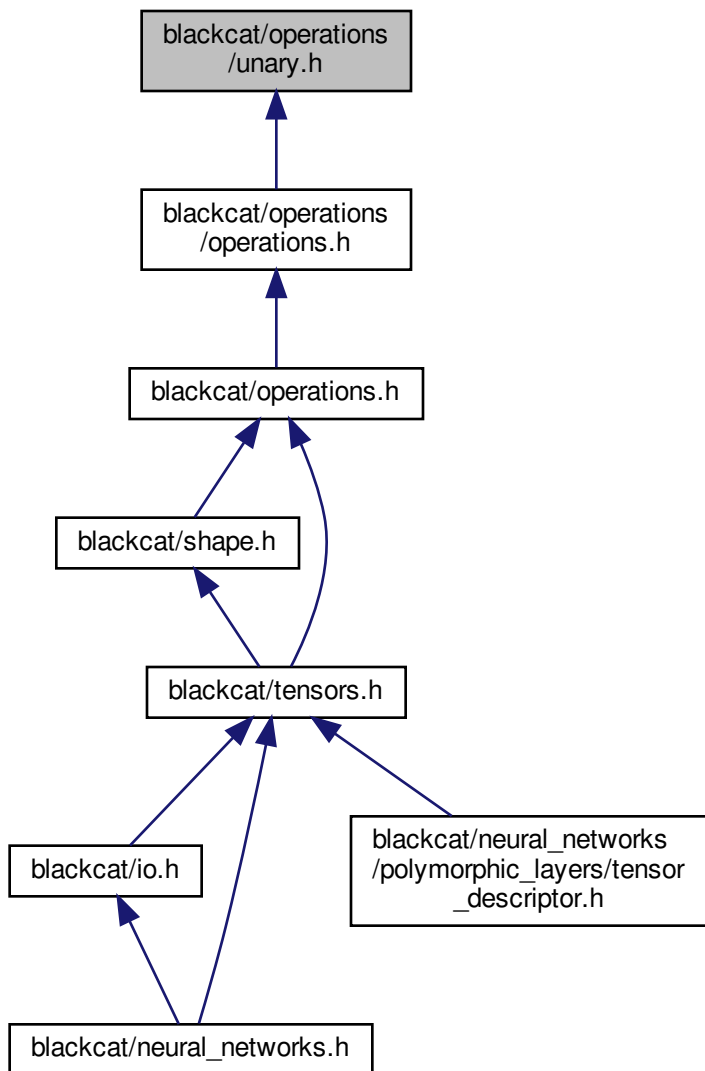 blackcat/operations
/unary.h
blackcat/operations
/operations.h
blackcat/operations.h
blackcat/shape.h
blackcat/tensors.h
blackcat/io.h
blackcat/neural_networks
/polymorphic_layers/tensor
_descriptor.h
blackcat/neural_networks.h